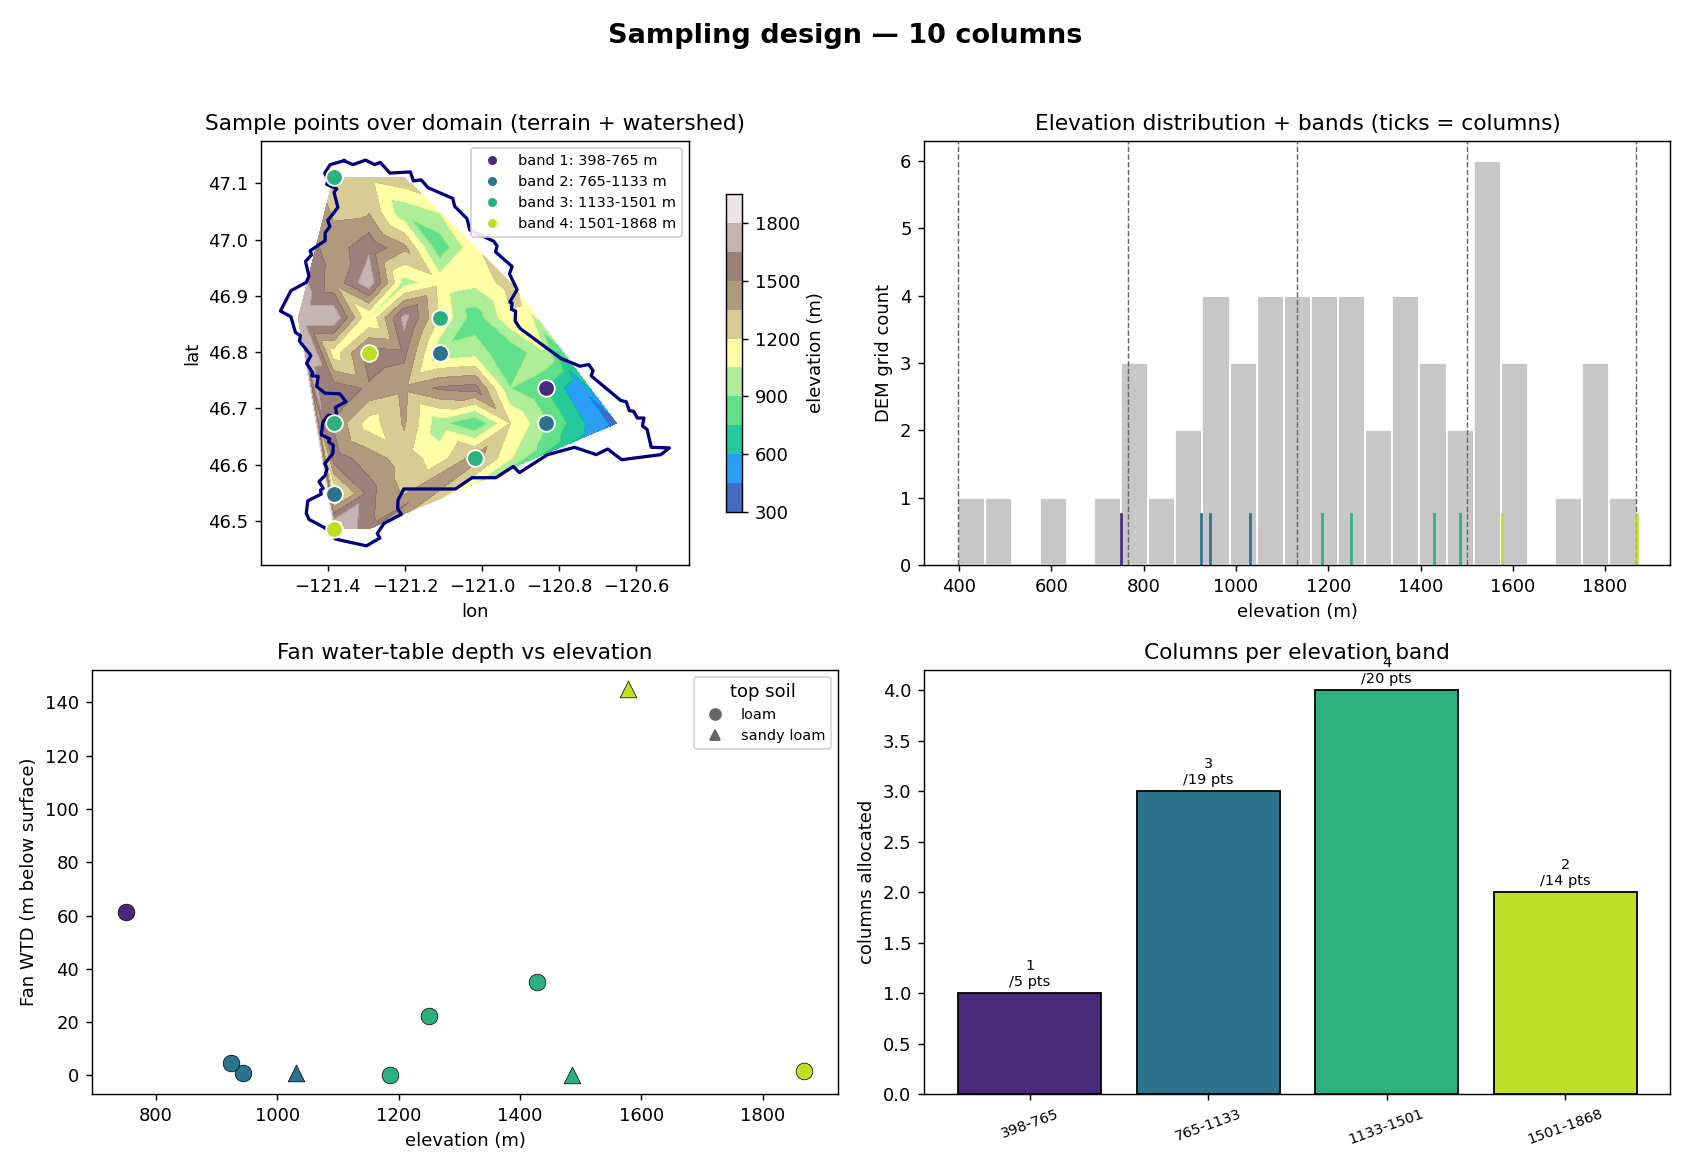 Sampling design — 10 columns
Sample points over domain (terrain + watershed)
band 1: 398-765 m
band 2: 765-1133 m
band 3: 1133-1501 m
band 4: 1501-1868 m
47.1
47.0
46.9
46.8
46.7
46.6
46.5
lat
−121.4
−121.2
−121.0
−120.8
−120.6
lon
1800
1500
1200
900
600
300
elevation (m)
Elevation distribution + bands (ticks = columns)
6
5
4
3
2
1
0
DEM grid count
400
600
800
1000
1200
1400
1600
1800
elevation (m)
Fan water-table depth vs elevation
top soil
loam
sandy loam
140
120
100
80
60
40
20
0
Fan WTD (m below surface)
800
1000
1200
1400
1600
1800
elevation (m)
Columns per elevation band
4.0
3.5
3.0
2.5
2.0
1.5
1.0
0.5
0.0
columns allocated
1
/5 pts
3
/19 pts
4
/20 pts
2
/14 pts
398-765
765-1133
1133-1501
1501-1868